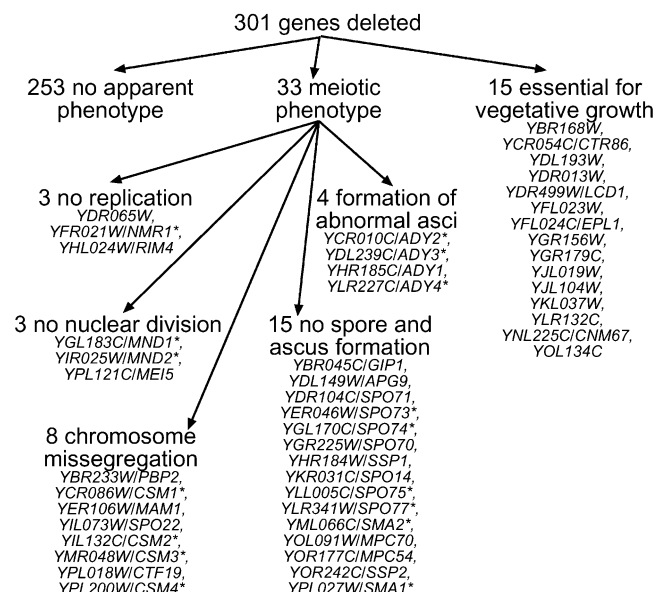 301 genes deleted
253 no apparent
phenotype
33 meiotic
phenotype
15 essential for
vegetative growth
YBR168W,
YCR054C/CTR86,
YDL193W,
YDR013W,
YDR499W/LCD1,
YFL023W,
YFL024C/EPL1,
YGR156W,
YGR179C,
YJL019W,
YJL104W,
YKL037W,
YLR132C,
YNL225C/CNM67,
YOL134C
3 no replication
YDR065W,
YFR021W/NMR1*,
YHL024W/RIM4
4 formation of
abnormal asci
YCR010C/ADY2*,
YDL239C/ADY3*,
YHR185C/ADY1,
YLR227C/ADY4*
3 no nuclear division
YGL183C/MND1*,
YIR025W/MND2*,
YPL121C/MEI5
15 no spore and
ascus formation
YBR045C/GIP1,
YDL149W/APG9,
YDR104C/SPO71,
YER046W/SPO73*,
YGL170C/SPO74*,
YGR225W/SPO70,
YHR184W/SSP1,
YKR031C/SPO14,
YLL005C/SPO75*,
YLR341W/SPO77*,
YML066C/SMA2*,
YOL091W/MPC70,
YOR177C/MPC54,
YOR242C/SSP2,
YPL027W/SMA1*
8 chromosome
missegregation
YBR233W/PBP2,
YCR086W/CSM1*,
YER106W/MAM1,
YIL073W/SPO22,
YIL132C/CSM2*,
YMR048W/CSM3*,
YPL018W/CTF19,
YPL200W/CSM4*